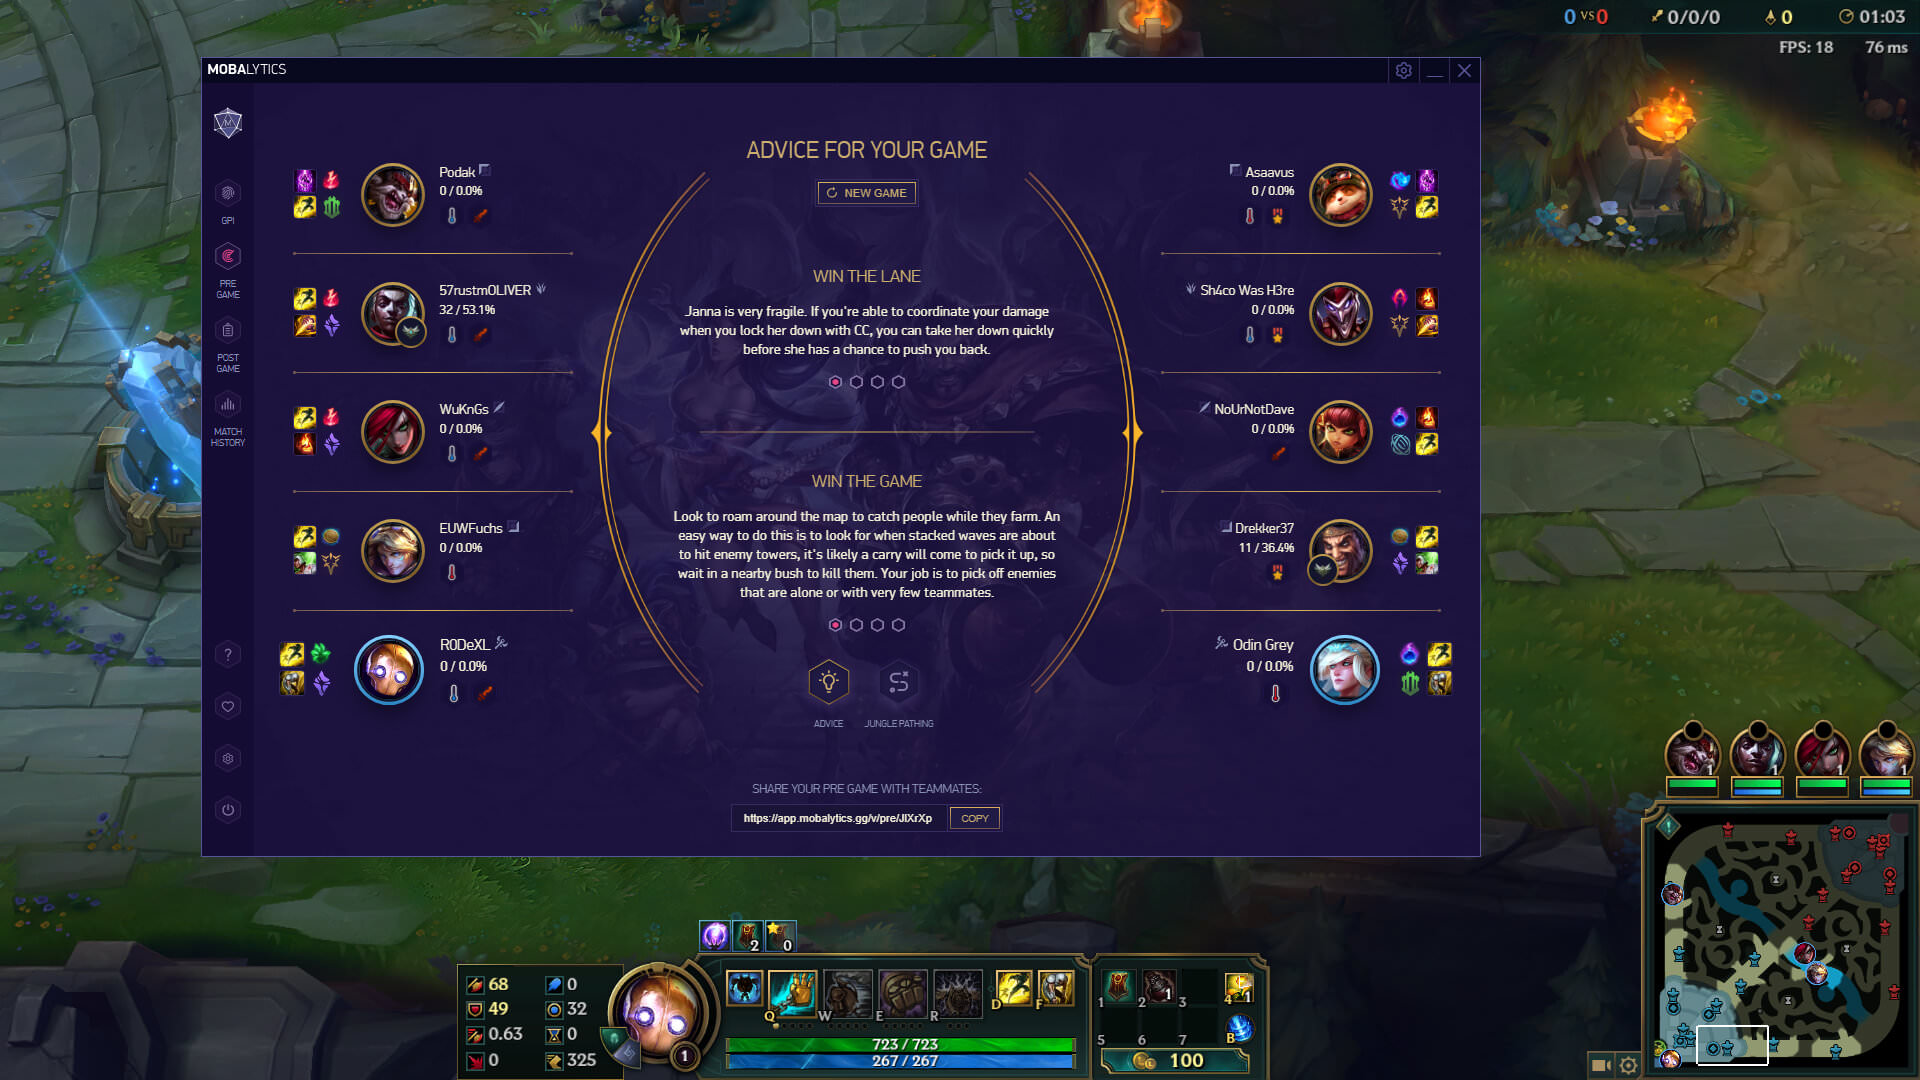 0 VS 0
0/0/0
0
01:03
FPS: 18
76 ms
MOBALYTICS
GPI
PRE
GAME
POST
GAME
MATCH
HISTORY
?
Podak
0 / 0.0%
57rustmOLIVER
32 / 53.1%
WuKnGs
0 / 0.0%
EUWFuchs
0 / 0.0%
R0DeXL
0 / 0.0%
ADVICE FOR YOUR GAME
NEW GAME
WIN THE LANE
Janna is very fragile. If you're able to coordinate your damage
when you lock her down with CC, you can take her down quickly
before she has a chance to push you back.
WIN THE GAME
Look to roam around the map to catch people while they farm. An
easy way to do this is to look for when stacked waves are about
to hit enemy towers, it's likely a carry will come to pick it up, so
wait in a nearby bush to kill them. Your job is to pick off enemies
that are alone or with very few teammates.
ADVICE
JUNGLE PATHING
SHARE YOUR PRE GAME WITH TEAMMATES:
https://app.mobalytics.gg/v/pre/JIXrXp
COPY
Asaavus
0 / 0.0%
Sh4co Was H3re
0 / 0.0%
NoUrNotDave
0 / 0.0%
Drekker37
11 / 36.4%
Odin Grey
0 / 0.0%
1
1
1
1
2
0
68
0
49
32
0.63
0
0
325
1
Q
W
E
R
D
F
723 / 723
267 / 267
1
2
1
3
4
1
5
6
7
B
100